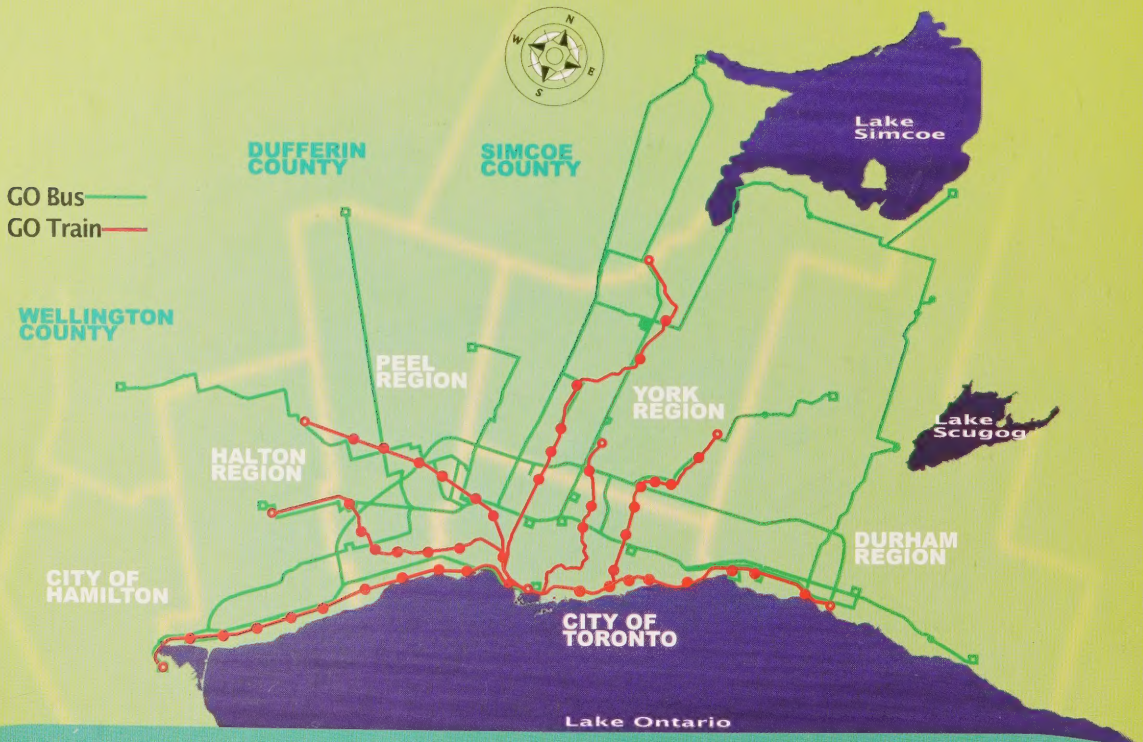 N
W
E
S
Lake
Simcoe
DUFFERIN
COUNTY
SIMCOE
COUNTY
GO Bus
GO Train
WELLINGTON
COUNTY
PEEL
REGION
YORK
REGION
Lake
Scugog
HALTON
REGION
DURHAM
REGION
CITY OF
HAMILTON
CITY OF
TORONTO
Lake Ontario